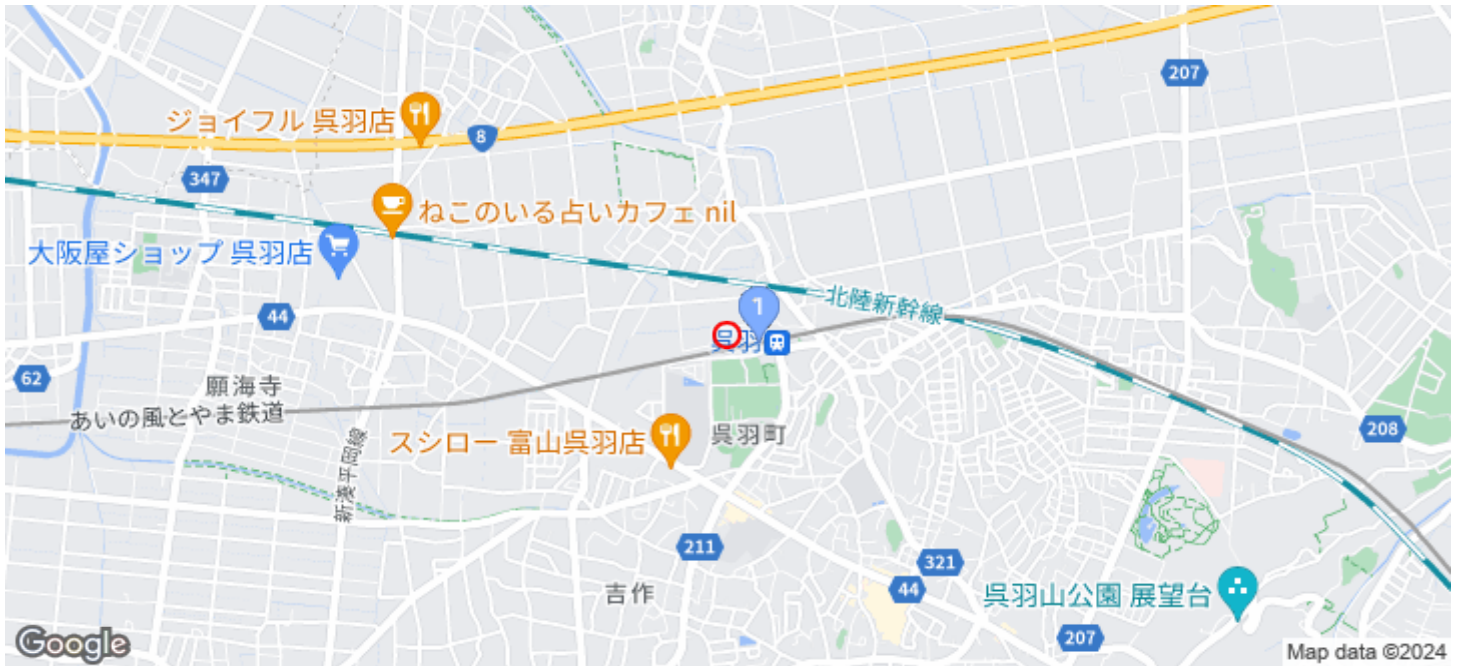 207
ジョイフル 呉羽店
8
347
ねこのいる占いカフェ nil
大阪屋ショップ 呉羽店
北陸新幹線
44
1
呉羽
62
願海寺
あいの風とやま鉄道
208
呉羽町
スシロー 富山呉羽店
新湊平岡線
211
321
44
吉作
呉羽山公園 展望台
207
Google
Map data ©2024